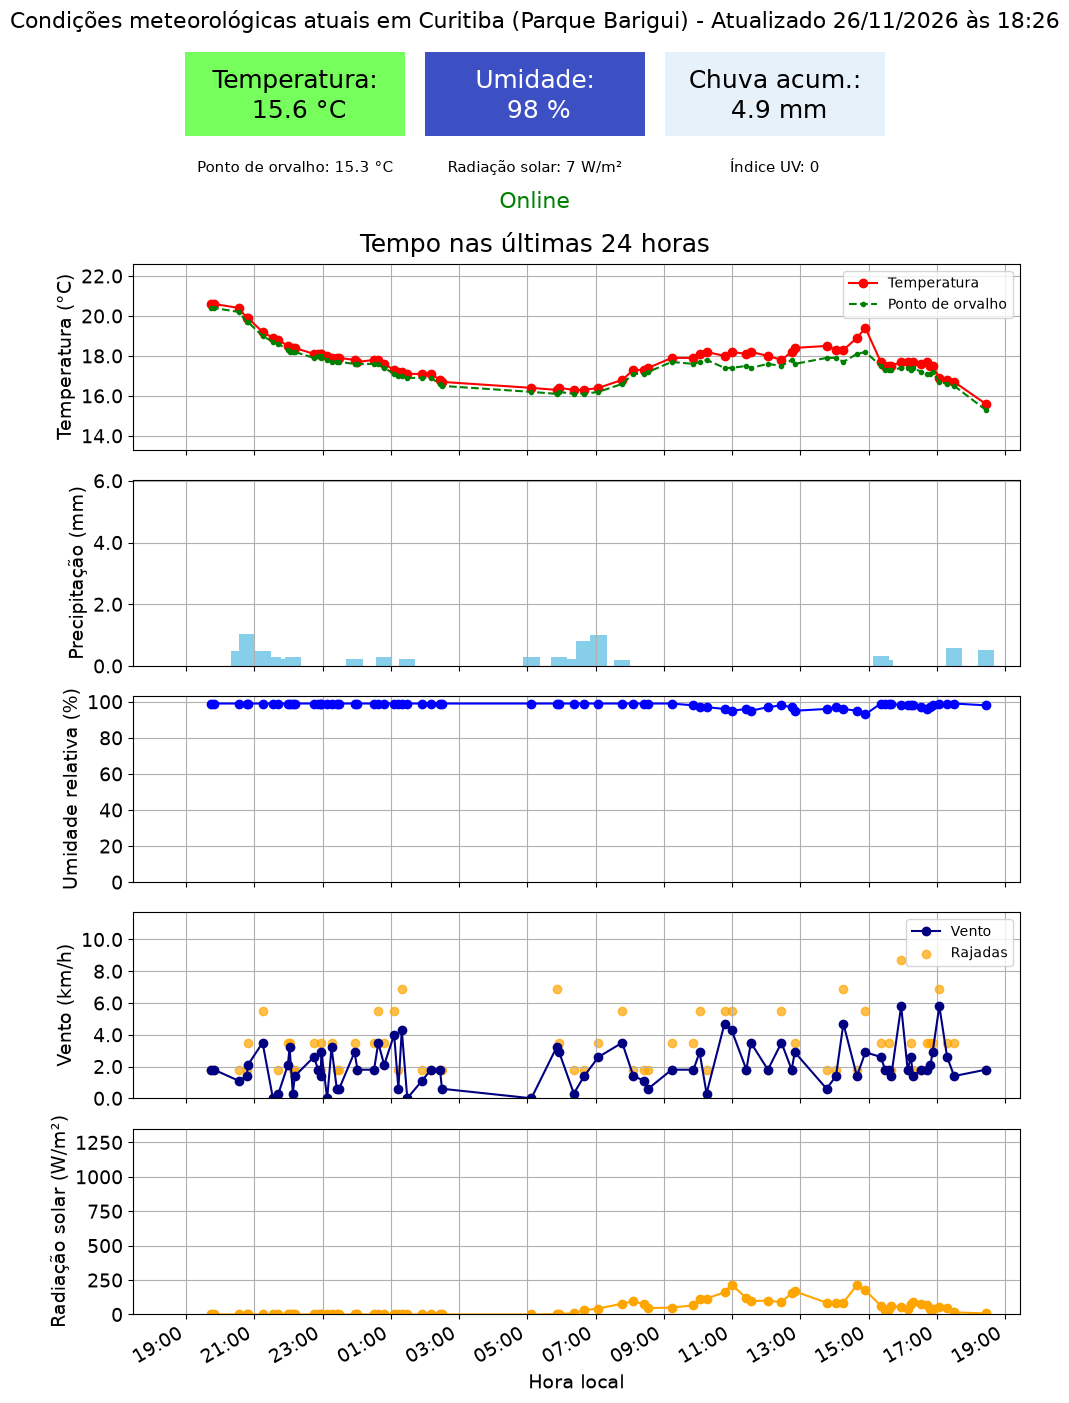 Condições meteorológicas atuais em Curitiba (Parque Barigui) - Atualizado 26/11/2026 às 18:26
Temperatura:
15.6 °C
Umidade:
98 %
Chuva acum.:
4.9 mm
Ponto de orvalho: 15.3 °C
Radiação solar: 7 W/m²
Índice UV: 0
Online
Tempo nas últimas 24 horas
Temperatura (°C)
22.0
20.0
18.0
16.0
14.0
Temperatura
Ponto de orvalho
Precipitação (mm)
6.0
4.0
2.0
0.0
Umidade relativa (%)
100
80
60
40
20
0
Vento (km/h)
10.0
8.0
6.0
4.0
2.0
0.0
Vento
Rajadas
Radiação solar (W/m²)
1250
1000
750
500
250
0
19:00
21:00
23:00
01:00
03:00
05:00
07:00
09:00
11:00
13:00
15:00
17:00
19:00
Hora local